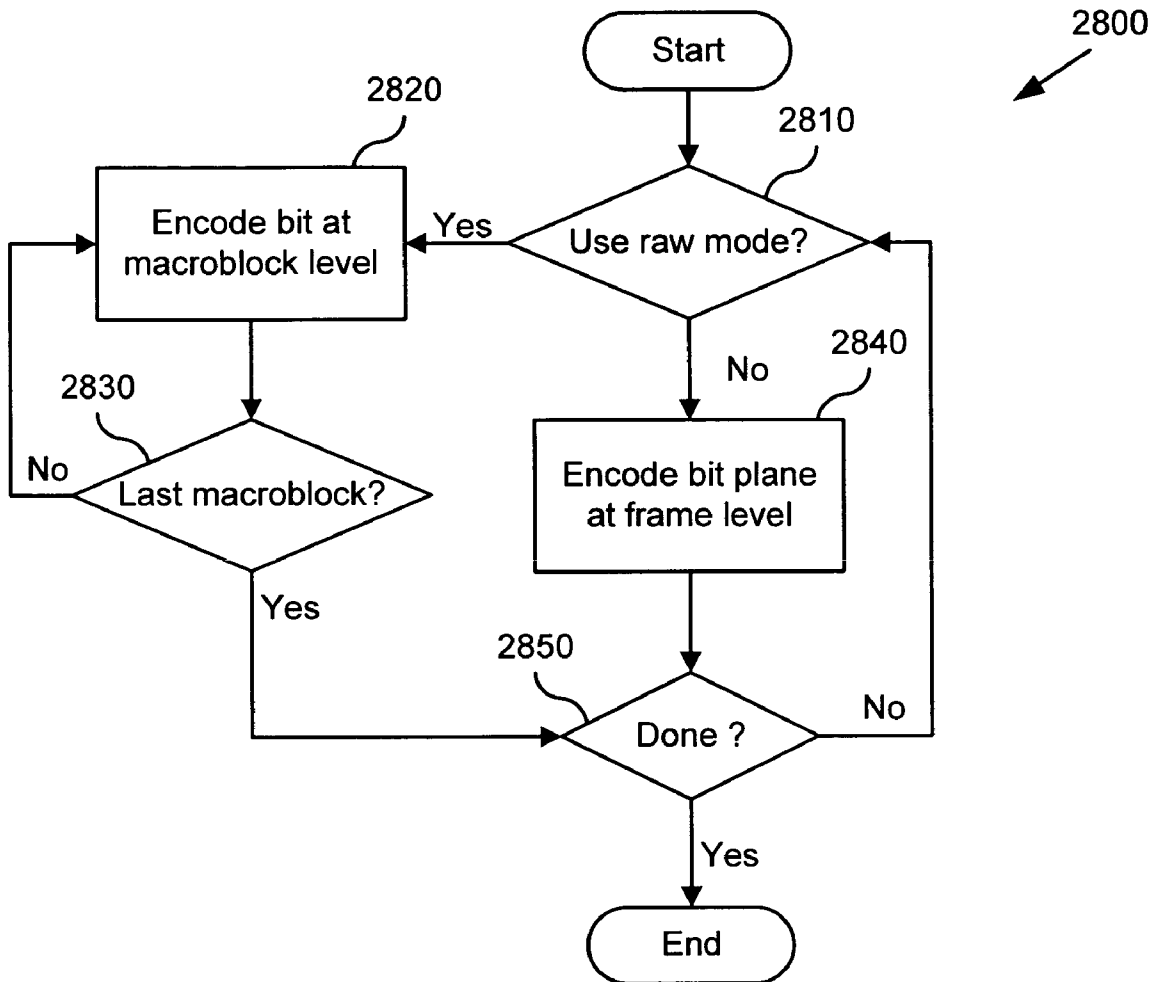 2800
Start
2820
2810
Encode bit at
macroblock level
Yes
Use raw mode?
2830
No
2840
No
Last macroblock?
Encode bit plane
at frame level
Yes
2850
No
Done ?
Yes
End